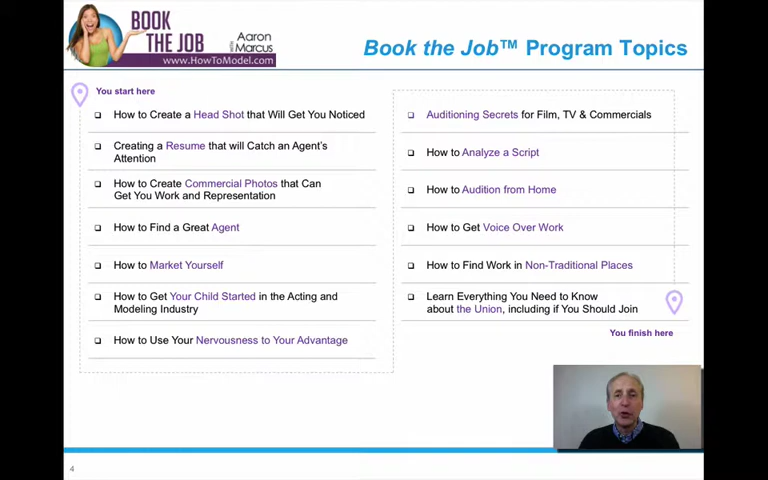 BOOK
THE JOB
WITH
Aaron
Marcus
www.HowToModel.com
Book the Job™ Program Topics
You start here
How to Create a Head Shot that Will Get You Noticed
Creating a Resume that will Catch an Agent's
Attention
How to Create Commercial Photos that Can
Get You Work and Representation
How to Find a Great Agent
How to Market Yourself
How to Get Your Child Started in the Acting and
Modeling Industry
How to Use Your Nervousness to Your Advantage
Auditioning Secrets for Film, TV & Commercials
How to Analyze a Script
How to Audition from Home
How to Get Voice Over Work
How to Find Work in Non-Traditional Places
Learn Everything You Need to Know
about the Union, including if You Should Join
You finish here
4